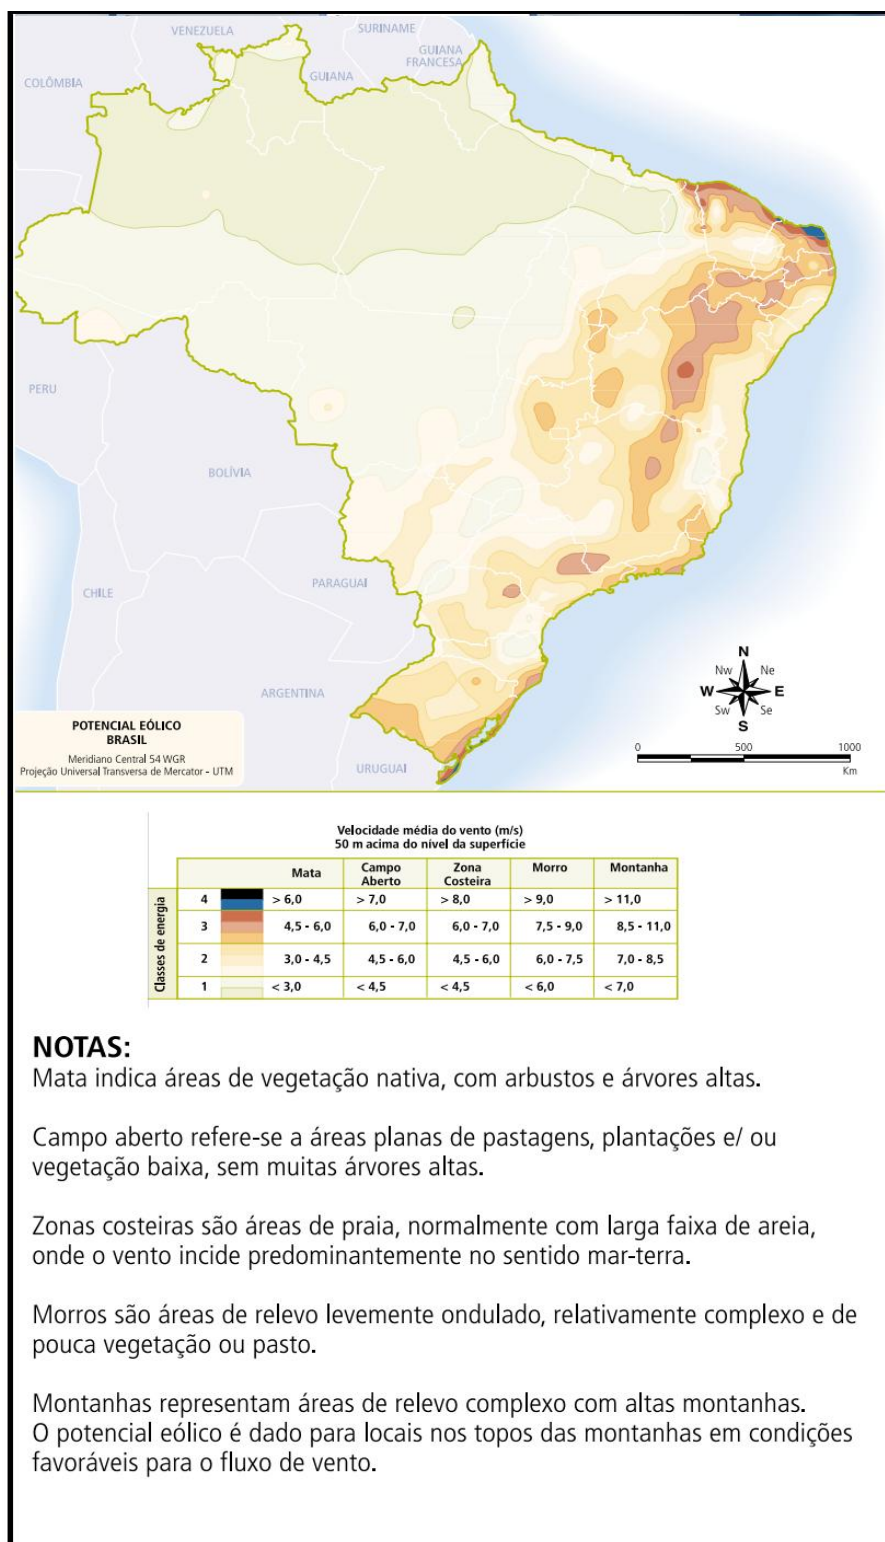 VENEZUELA
SURINAME
GUIANA
FRANCESA
GUIANA
COLÔMBIA
PERU
BOLÍVIA
PARAGUAI
CHILE
ARGENTINA
URUGUAI
N
Nw
Ne
W
E
Sw
Se
S
0
500
1000
Km
POTENCIAL EÓLICO
BRASIL
Meridiano Central 54 WGR
Projeção Universal Transversa de Mercator - UTM
Velocidade média do vento (m/s)
50 m acima do nível da superfície
Mata Campo Aberto Zona Costeira Morro Montanha
Classes de energia
4 > 6,0 > 7,0 > 8,0 > 9,0 > 11,0
3 4,5 - 6,0 6,0 - 7,0 6,0 - 7,0 7,5 - 9,0 8,5 - 11,0
2 3,0 - 4,5 4,5 - 6,0 4,5 - 6,0 6,0 - 7,5 7,0 - 8,5
1 < 3,0 < 4,5 < 4,5 < 6,0 < 7,0
NOTAS:
Mata indica áreas de vegetação nativa, com arbustos e árvores altas.
Campo aberto refere-se a áreas planas de pastagens, plantações e/ ou
vegetação baixa, sem muitas árvores altas.
Zonas costeiras são áreas de praia, normalmente com larga faixa de areia,
onde o vento incide predominantemente no sentido mar-terra.
Morros são áreas de relevo levemente ondulado, relativamente complexo e de
pouca vegetação ou pasto.
Montanhas representam áreas de relevo complexo com altas montanhas.
O potencial eólico é dado para locais nos topos das montanhas em condições
favoráveis para o fluxo de vento.